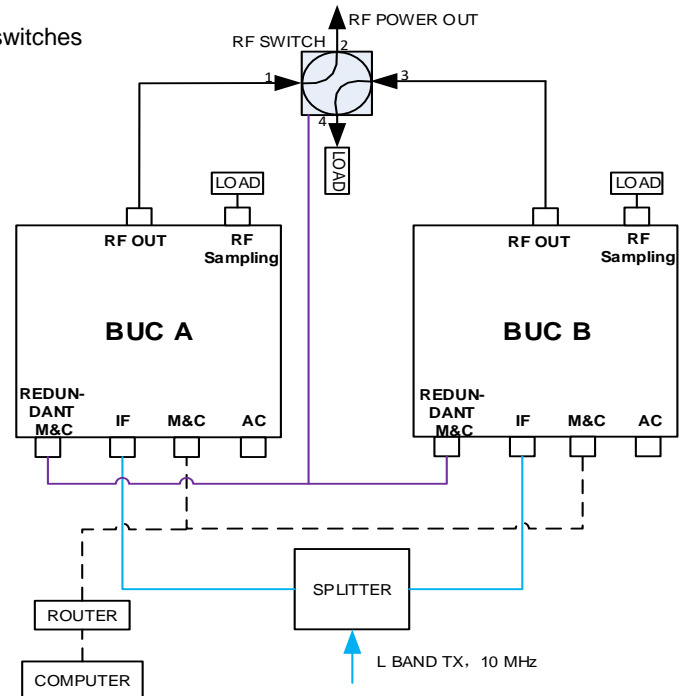 switches
RF POWER OUT
RF SWITCH
2
1
3
4
LOAD
LOAD
LOAD
RF OUT
RF
Sampling
RF OUT
RF
Sampling
BUC A
BUC B
REDUN-
DANT
M&C
IF
M&C
AC
REDUN-
DANT
M&C
IF
M&C
AC
SPLITTER
ROUTER
COMPUTER
L BAND TX, 10 MHz